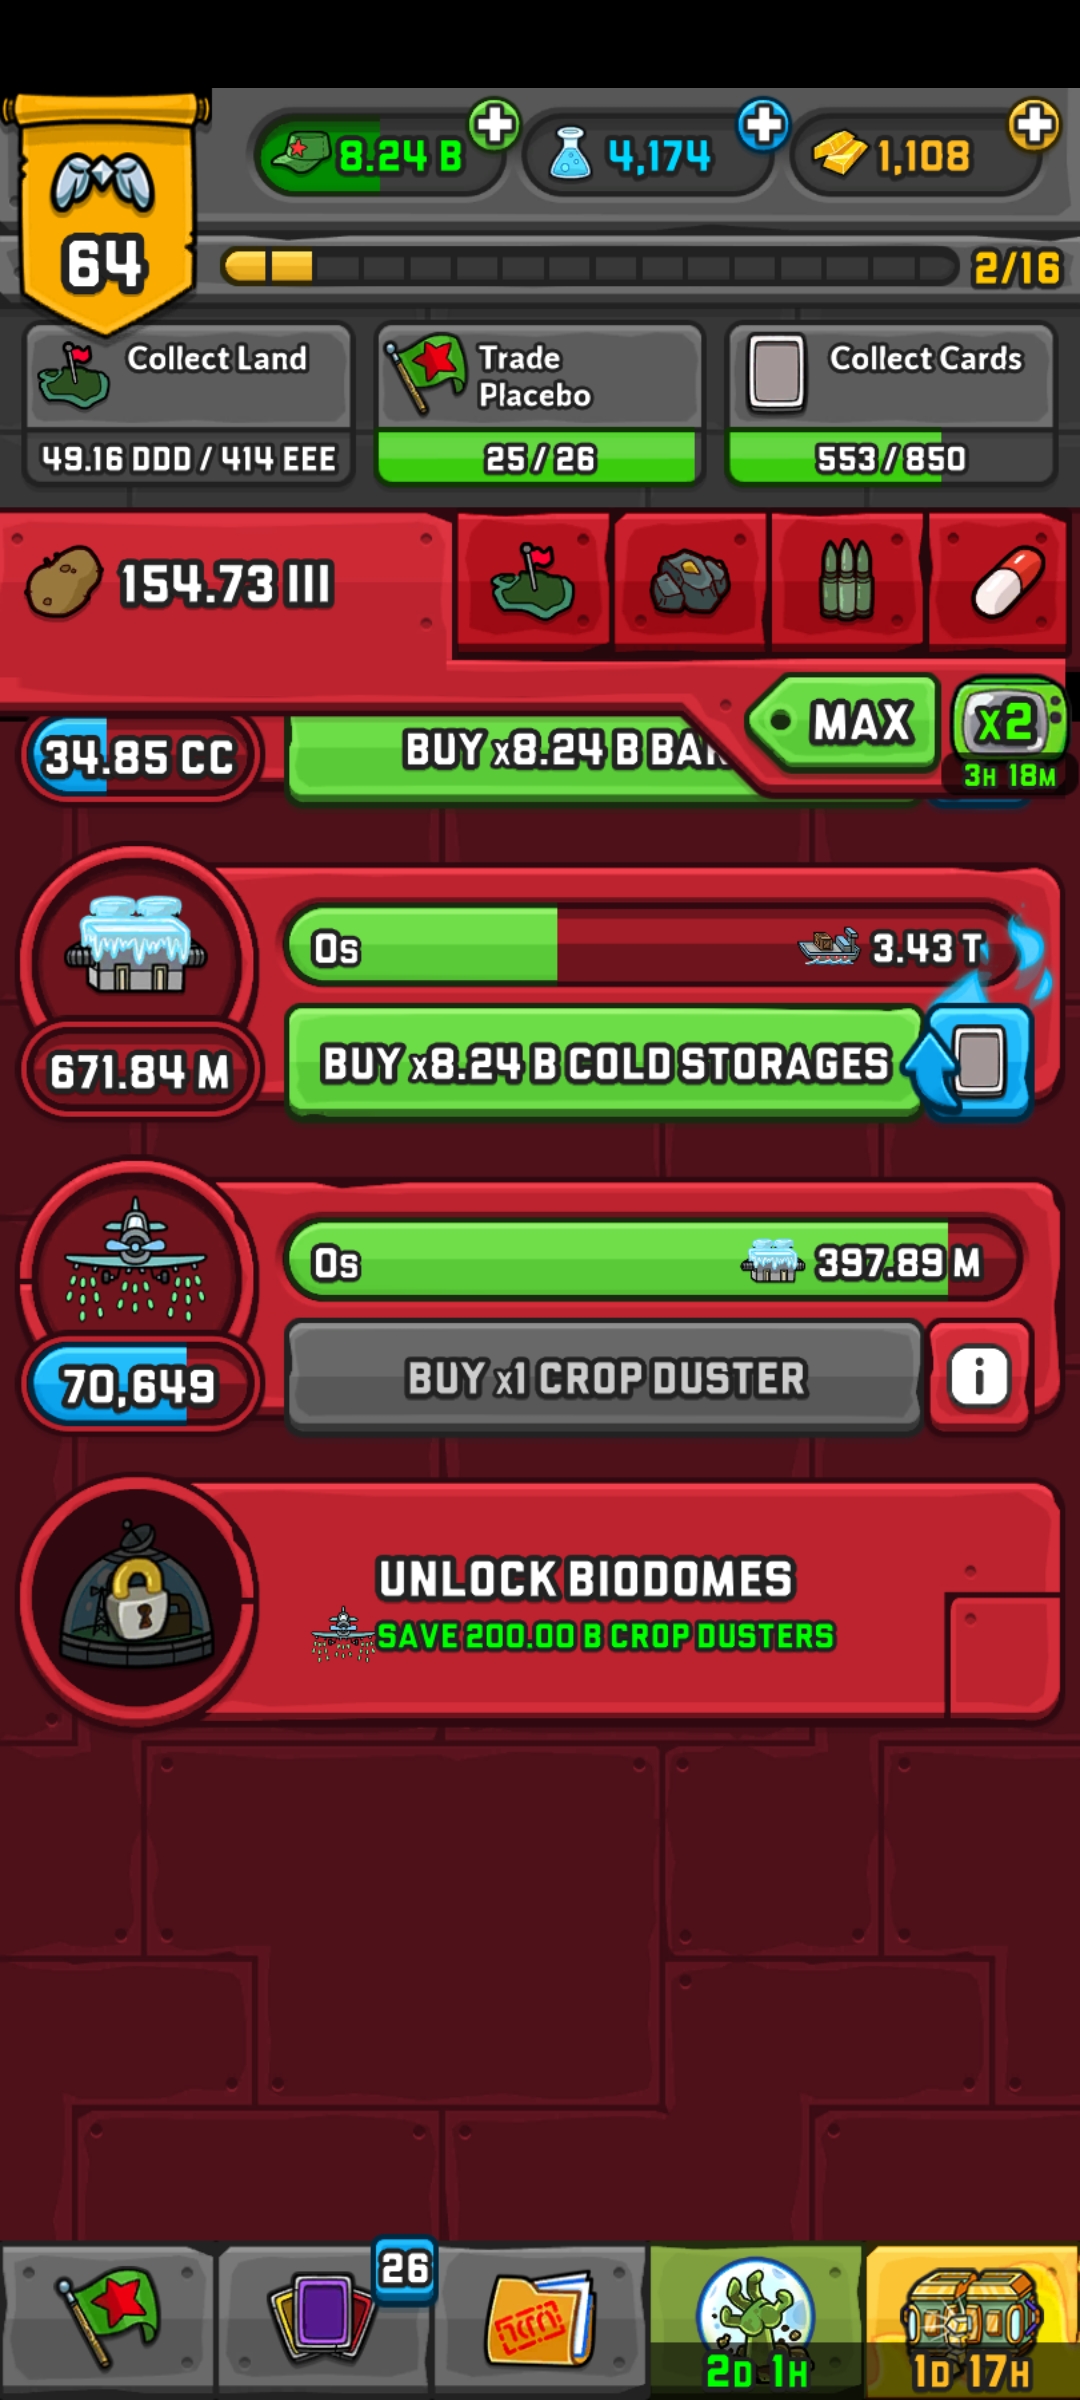 8.24 B
4,174
1,108
64
2/16
Collect Land
49.16 DDD / 414 EEE
Trade
Placebo
25 / 26
Collect Cards
553 / 850
154.73 III
MAX
x2
3H 18M
34.85 CC
BUY x8.24 B
0s
3.43 T
671.84 M
BUY x8.24 B COLD STORAGES
0s
397.89 M
70,649
BUY x1 CROP DUSTER
i
UNLOCK BIODOMES
SAVE 200.00 B CROP DUSTERS
26
2D 1H
1D 17H